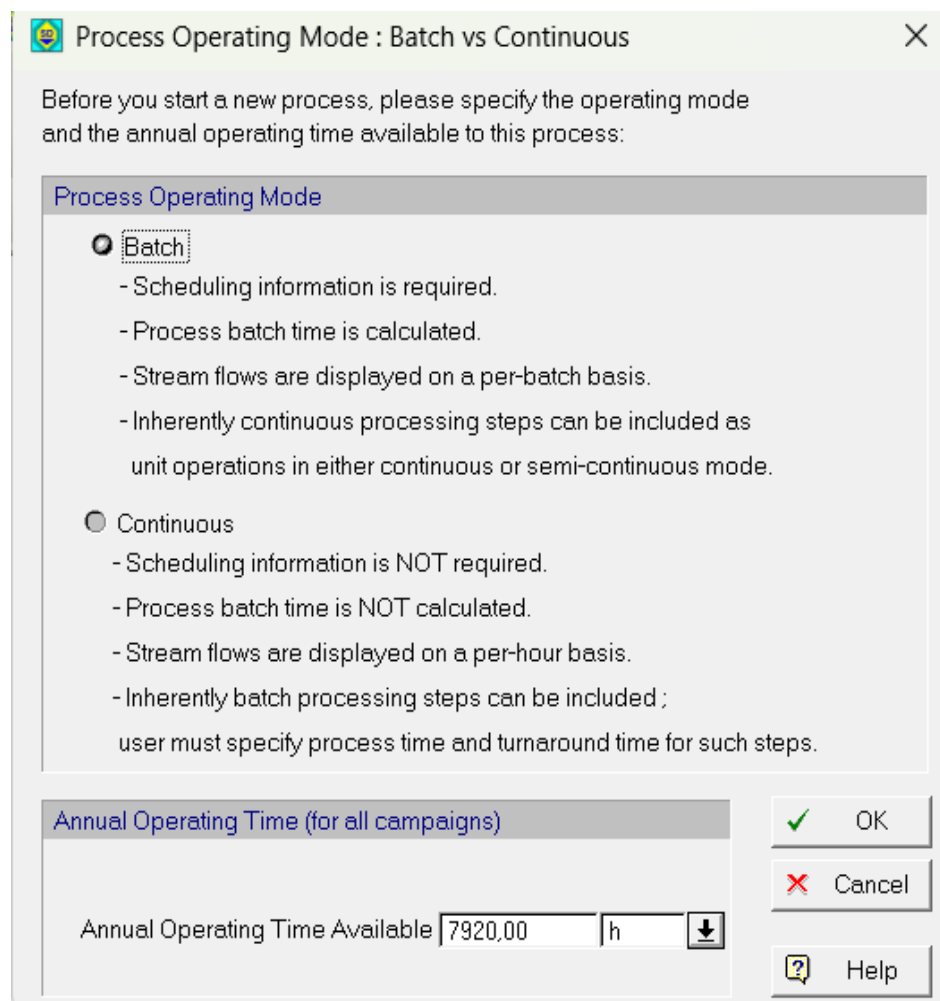 Process Operating Mode : Batch vs Continuous
Before you start a new process, please specify the operating mode
and the annual operating time available to this process:
Process Operating Mode
Batch
- Scheduling information is required.
- Process batch time is calculated.
- Stream flows are displayed on a per-batch basis.
- Inherently continuous processing steps can be included as
unit operations in either continuous or semi-continuous mode.
Continuous
- Scheduling information is NOT required.
- Process batch time is NOT calculated.
- Stream flows are displayed on a per-hour basis.
- Inherently batch processing steps can be included ;
user must specify process time and turnaround time for such steps.
Annual Operating Time (for all campaigns)
Annual Operating Time Available 7920,00 h
OK
Cancel
Help